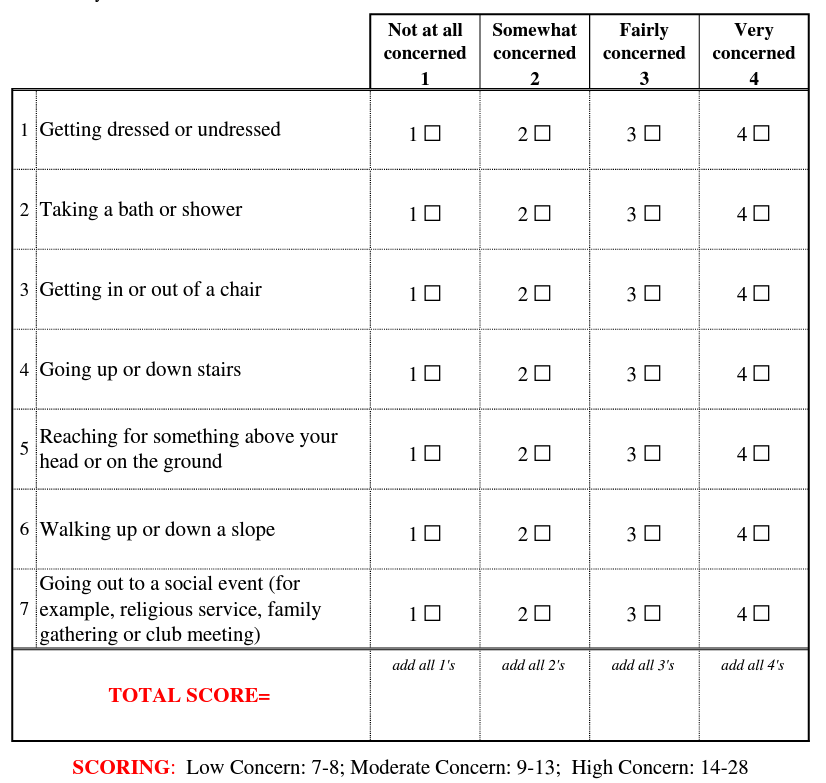 Not at all Somewhat Fairly Very
concerned concerned concerned concerned
1 2 3 4
1 Getting dressed or undressed 1 ☐ 2 ☐ 3 ☐ 4 ☐
2 Taking a bath or shower 1 ☐ 2 ☐ 3 ☐ 4 ☐
3 Getting in or out of a chair 1 ☐ 2 ☐ 3 ☐ 4 ☐
4 Going up or down stairs 1 ☐ 2 ☐ 3 ☐ 4 ☐
Reaching for something above your
5 head or on the ground 1 ☐ 2 ☐ 3 ☐ 4 ☐
6 Walking up or down a slope 1 ☐ 2 ☐ 3 ☐ 4 ☐
Going out to a social event (for
7 example, religious service, family 1 ☐ 2 ☐ 3 ☐ 4 ☐
gathering or club meeting)
add all 1's add all 2's add all 3's add all 4's
TOTAL SCORE=
SCORING: Low Concern: 7-8; Moderate Concern: 9-13; High Concern: 14-28